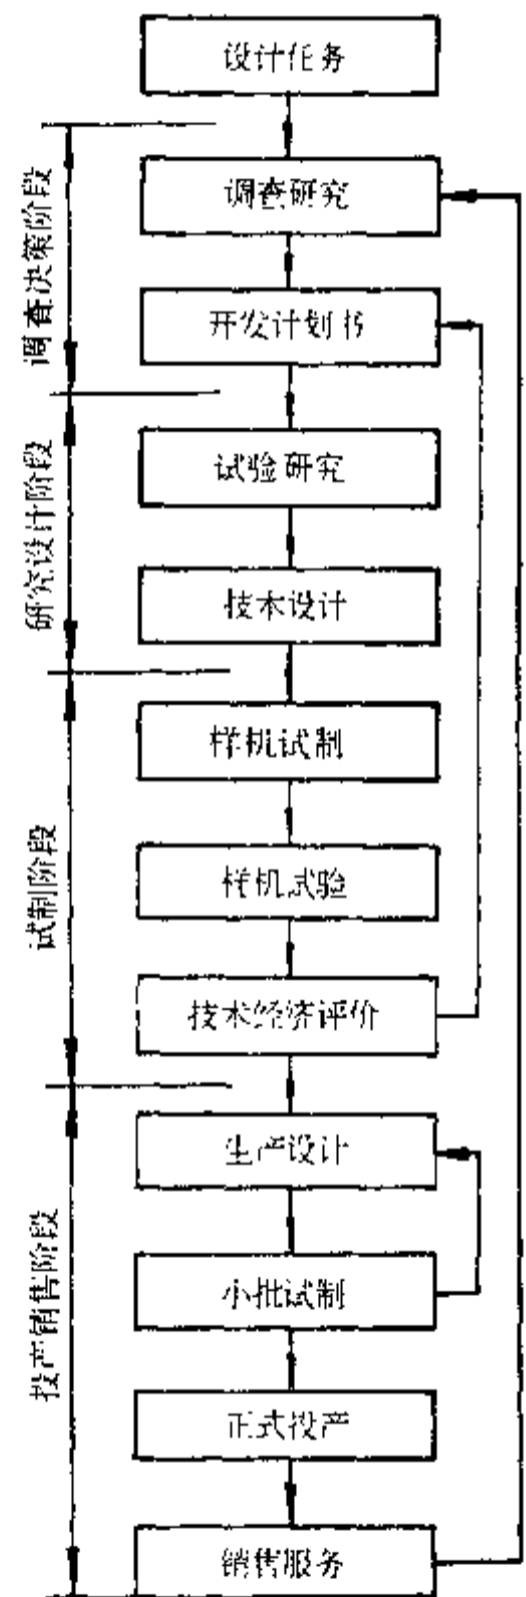 设计任务
调查决策阶段
调查研究
开发计划书
研究设计阶段
试验研究
技术设计
试制阶段
样机试制
样机试验
技术经济评价
投产销售阶段
生产设计
小批试制
正式投产
销售服务